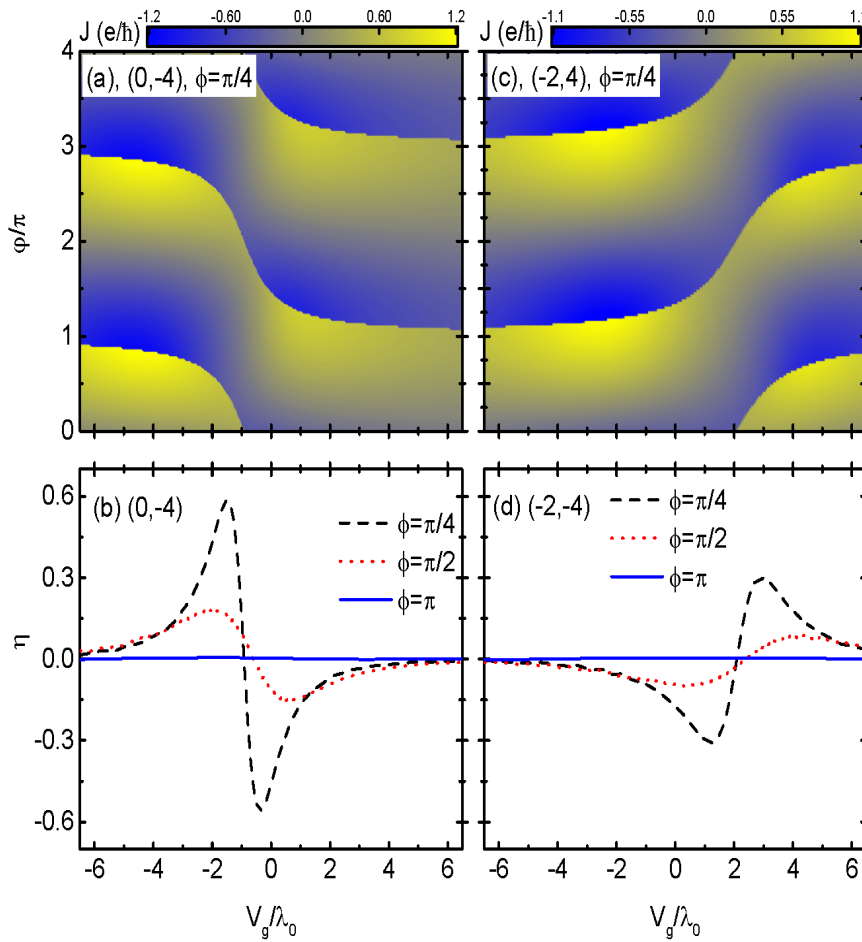 J (e/ħ) -1.2 -0.60 0.0 0.60 1.2
J (e/ħ) -1.1 -0.55 0.0 0.55 1.1
(a), (0,-4), ϕ=π/4
(c), (-2,4), ϕ=π/4
4
3
2
1
0
φ/π
(b) (0,-4)
ϕ=π/4
ϕ=π/2
ϕ=π
(d) (-2,-4)
ϕ=π/4
ϕ=π/2
ϕ=π
0.6
0.3
0.0
-0.3
-0.6
η
-6 -4 -2 0 2 4 6
-6 -4 -2 0 2 4 6
V_g/λ_0
V_g/λ_0